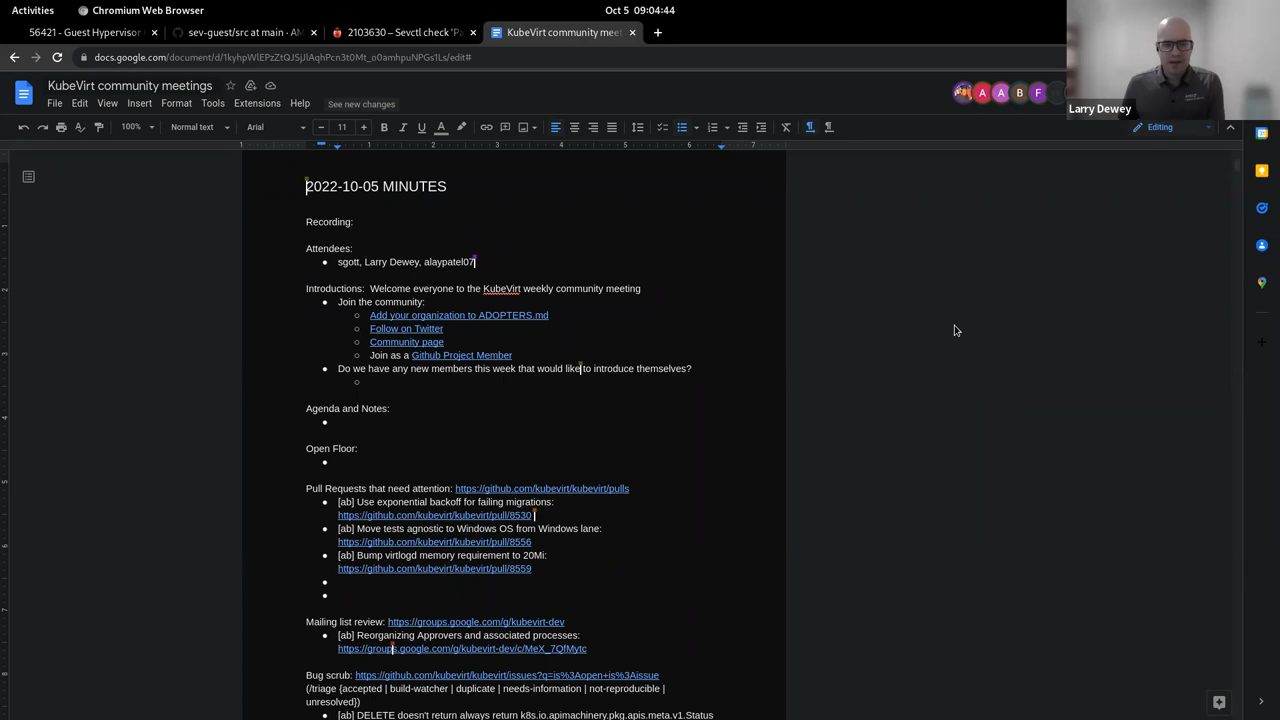 Activities
Chromium Web Browser
Oct 5 09:04:44
56421 - Guest Hypervisor
sev-guest/src at main · AM
2103630 – Sevctl check 'Pa
KubeVirt community meet
docs.google.com/document/d/1kyhpWlEPzZtQJSjlAqhPcn3t0Mt_o0amhpuNPGs1Ls/edit#
KubeVirt community meetings
File Edit View Insert Format Tools Extensions Help See new changes
A A B F
Larry Dewey
100% Normal text Arial 11 Editing
1 1 2 3 4 5 6 7
2022-10-05 MINUTES
Recording:
Attendees:
sgott, Larry Dewey, alaypatel07
Introductions: Welcome everyone to the KubeVirt weekly community meeting
Join the community:
Add your organization to ADOPTERS.md
Follow on Twitter
Community page
Join as a Github Project Member
Do we have any new members this week that would like to introduce themselves?
Agenda and Notes:
Open Floor:
Pull Requests that need attention: https://github.com/kubevirt/kubevirt/pulls
[ab] Use exponential backoff for failing migrations:
https://github.com/kubevirt/kubevirt/pull/8530
[ab] Move tests agnostic to Windows OS from Windows lane:
https://github.com/kubevirt/kubevirt/pull/8556
[ab] Bump virtlogd memory requirement to 20Mi:
https://github.com/kubevirt/kubevirt/pull/8559
Mailing list review: https://groups.google.com/g/kubevirt-dev
[ab] Reorganizing Approvers and associated processes:
https://groups.google.com/g/kubevirt-dev/c/MeX_7QfMytc
Bug scrub: https://github.com/kubevirt/kubevirt/issues?q=is%3Aopen+is%3Aissue
(/triage {accepted | build-watcher | duplicate | needs-information | not-reproducible |
unresolved})
[ab] DELETE doesn't return always return k8s.io.apimachinery.pkg.apis.meta.v1.Status